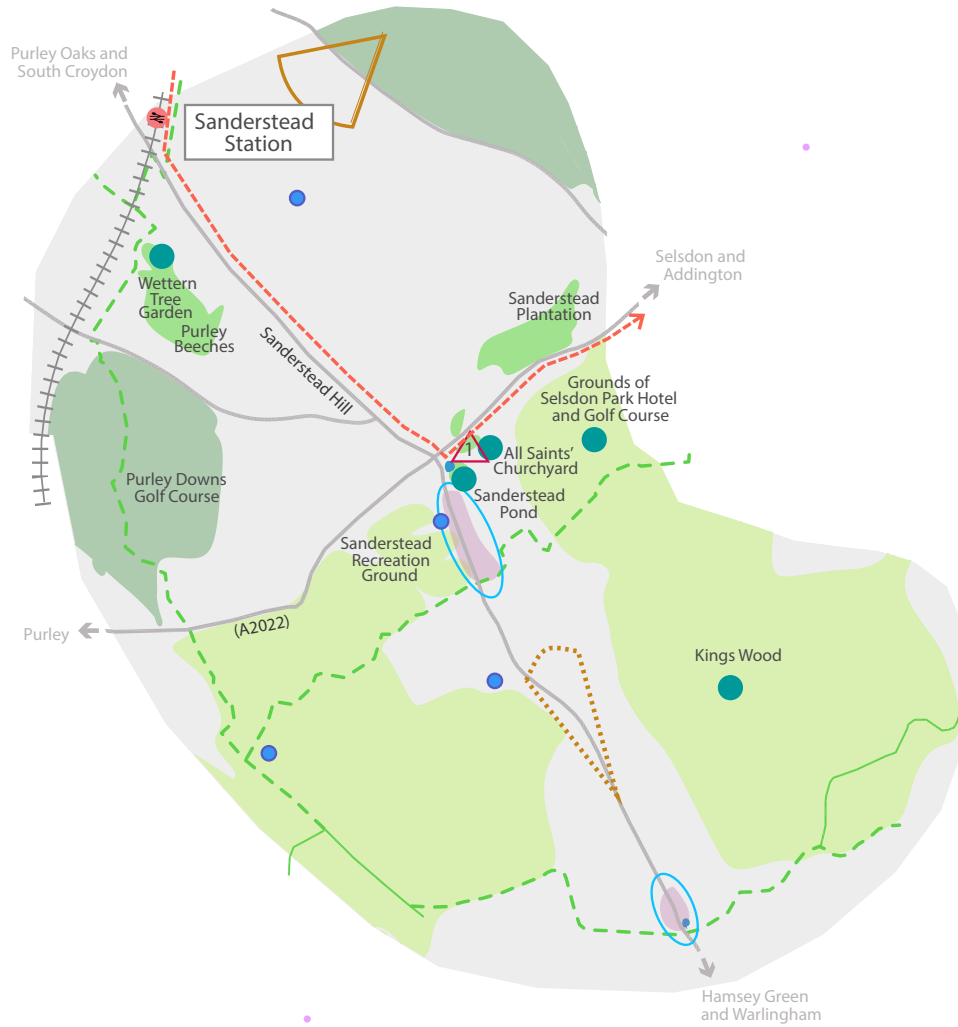 Purley Oaks and
South Croydon
Sanderstead
Station
Selsdon and
Addington
Wettern
Tree
Garden
Purley
Beeches
Sanderstead
Plantation
Sanderstead Hill
Grounds of
Selsdon Park Hotel
and Golf Course
1
All Saints'
Churchyard
Purley Downs
Golf Course
Sanderstead
Pond
Sanderstead
Recreation
Ground
Purley
(A2022)
Kings Wood
Hamsey Green
and Warlingham